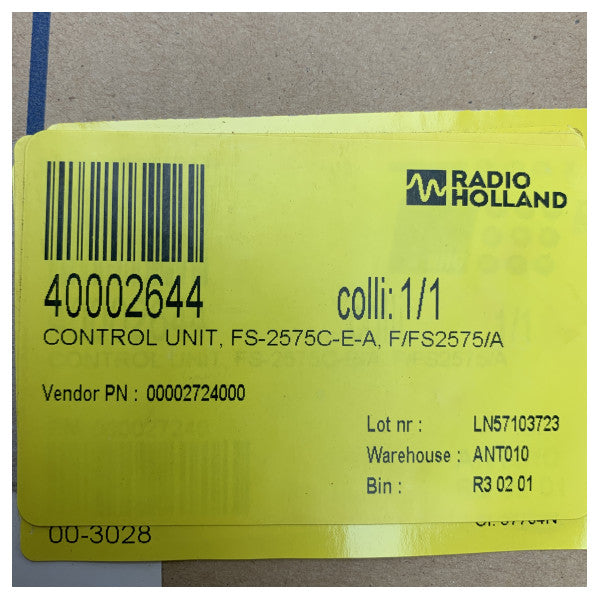 RADIO
HOLLAND
40002644 colli: 1/1
CONTROL UNIT, FS-2575C-E-A, F/FS2575/A
Vendor PN : 00002724000
Lot nr : LN57103723
Warehouse : ANT010
Bin : R3 02 01
00-3028